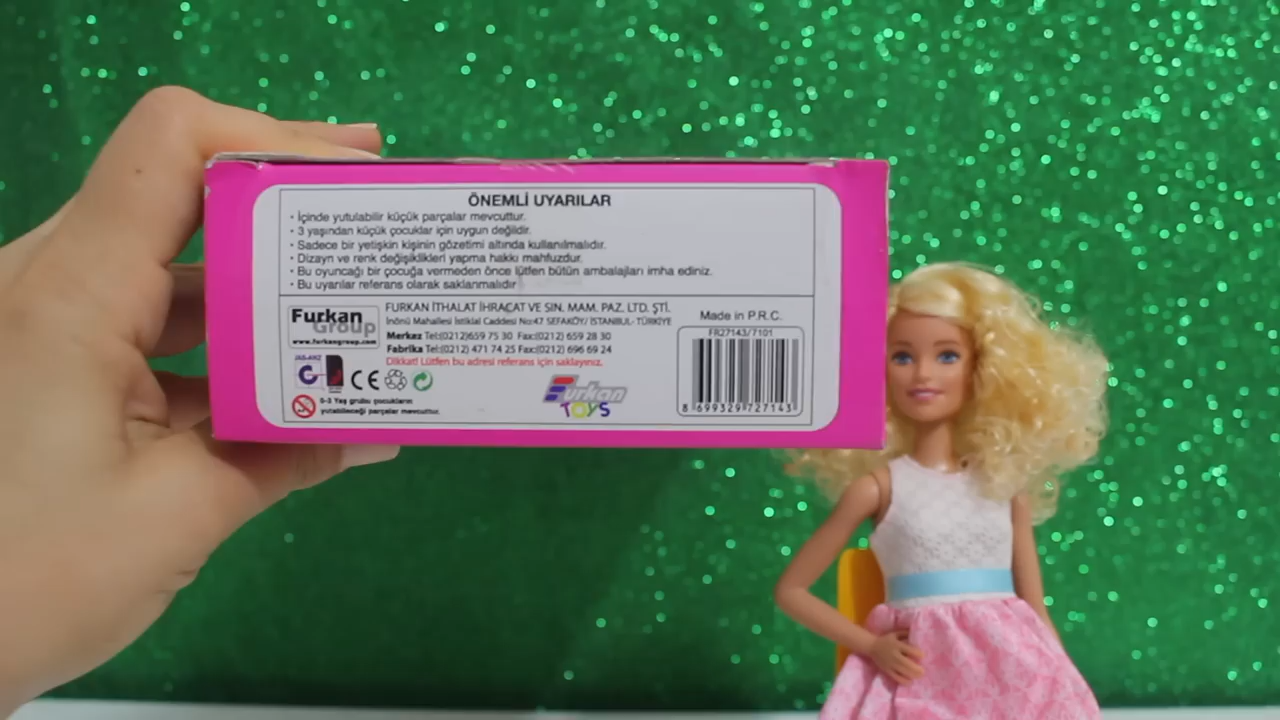 ÖNEMLİ UYARILAR
· İçinde yutulabilir küçük parçalar mevcuttur.
· 3 yaşından küçük çocuklar için uygun değildir.
· Sadece bir yetişkin kişinin gözetimi altında kullanılmalıdır.
· Dizayn ve renk değişiklikleri yapma hakkı mahfuzdur.
· Bu oyuncağı bir çocuğa vermeden önce lütfen bütün ambalajları imha ediniz.
· Bu uyarılar referans olarak saklanmalıdır
Furkan
Group
www.furkangroup.com
FURKAN İTHALAT İHRACAT VE SIN. MAM. PAZ. LTD. ŞTİ.
İnönü Mahallesi İstiklal Caddesi No:47 SEFAKÖY/ İSTANBUL- TÜRKİYE
Merkez Tel:(0212)659 75 30 Fax:(0212) 659 28 30
Fabrika Tel:(0212) 471 74 25 Fax:(0212) 696 69 24
Dikkat! Lütfen bu adresi referans için saklayınız.
JAS-ANZ
CE
0-3 Yaş grubu çocukların
yutabileceği parçalar mevcuttur.
Furkan
TOYS
Made in P.R.C.
FR27143/7101
8 699329 727143